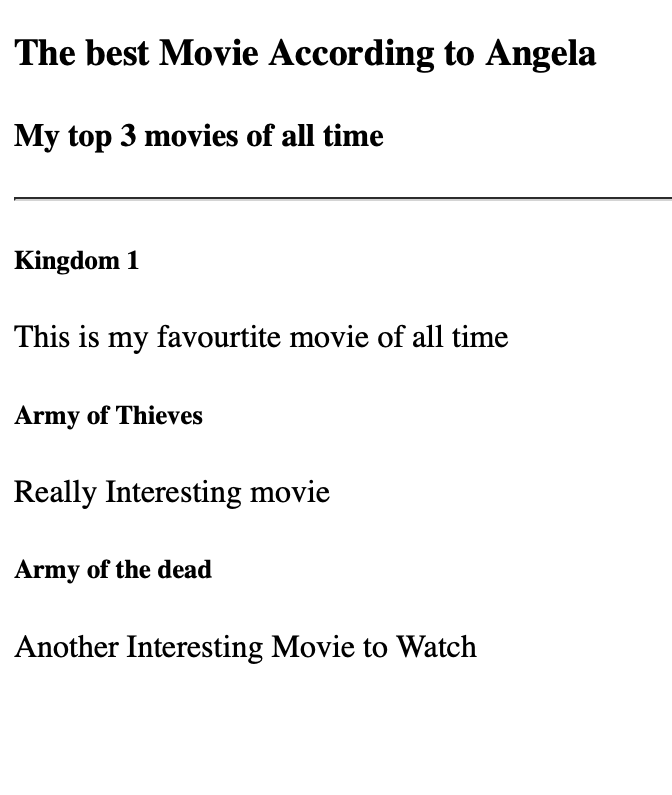 The best Movie According to Angela
My top 3 movies of all time
Kingdom 1
This is my favourtite movie of all time
Army of Thieves
Really Interesting movie
Army of the dead
Another Interesting Movie to Watch